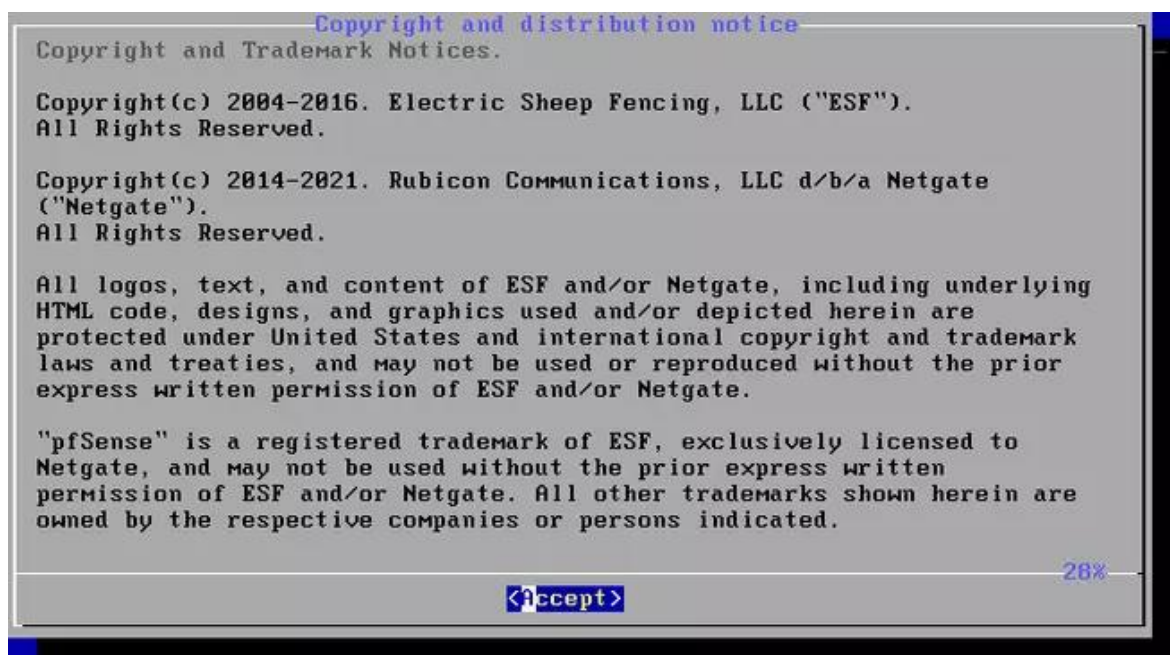 Copyright and distribution notice
Copyright and Trademark Notices.
Copyright(c) 2004-2016. Electric Sheep Fencing, LLC ("ESF").
All Rights Reserved.
Copyright(c) 2014-2021. Rubicon Communications, LLC d/b/a Netgate
("Netgate").
All Rights Reserved.
All logos, text, and content of ESF and/or Netgate, including underlying
HTML code, designs, and graphics used and/or depicted herein are
protected under United States and international copyright and trademark
laws and treaties, and may not be used or reproduced without the prior
express written permission of ESF and/or Netgate.
"pfSense" is a registered trademark of ESF, exclusively licensed to
Netgate, and may not be used without the prior express written
permission of ESF and/or Netgate. All other trademarks shown herein are
owned by the respective companies or persons indicated.
28%
<Accept>